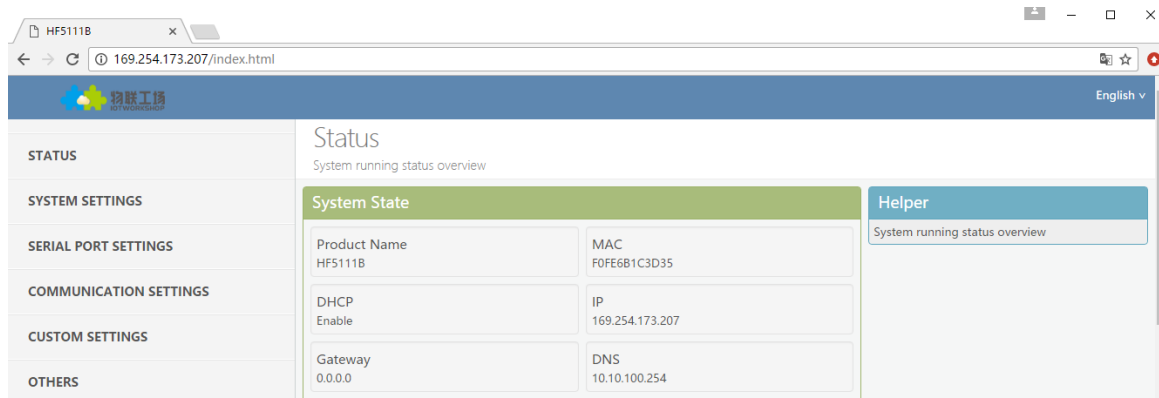 HF5111B
169.254.173.207/index.html
物联工场
IOTWORKSHOP
English
STATUS
SYSTEM SETTINGS
SERIAL PORT SETTINGS
COMMUNICATION SETTINGS
CUSTOM SETTINGS
OTHERS
Status
System running status overview
System State
Product Name
HF5111B
MAC
F0FE6B1C3D35
DHCP
Enable
IP
169.254.173.207
Gateway
0.0.0.0
DNS
10.10.100.254
Helper
System running status overview